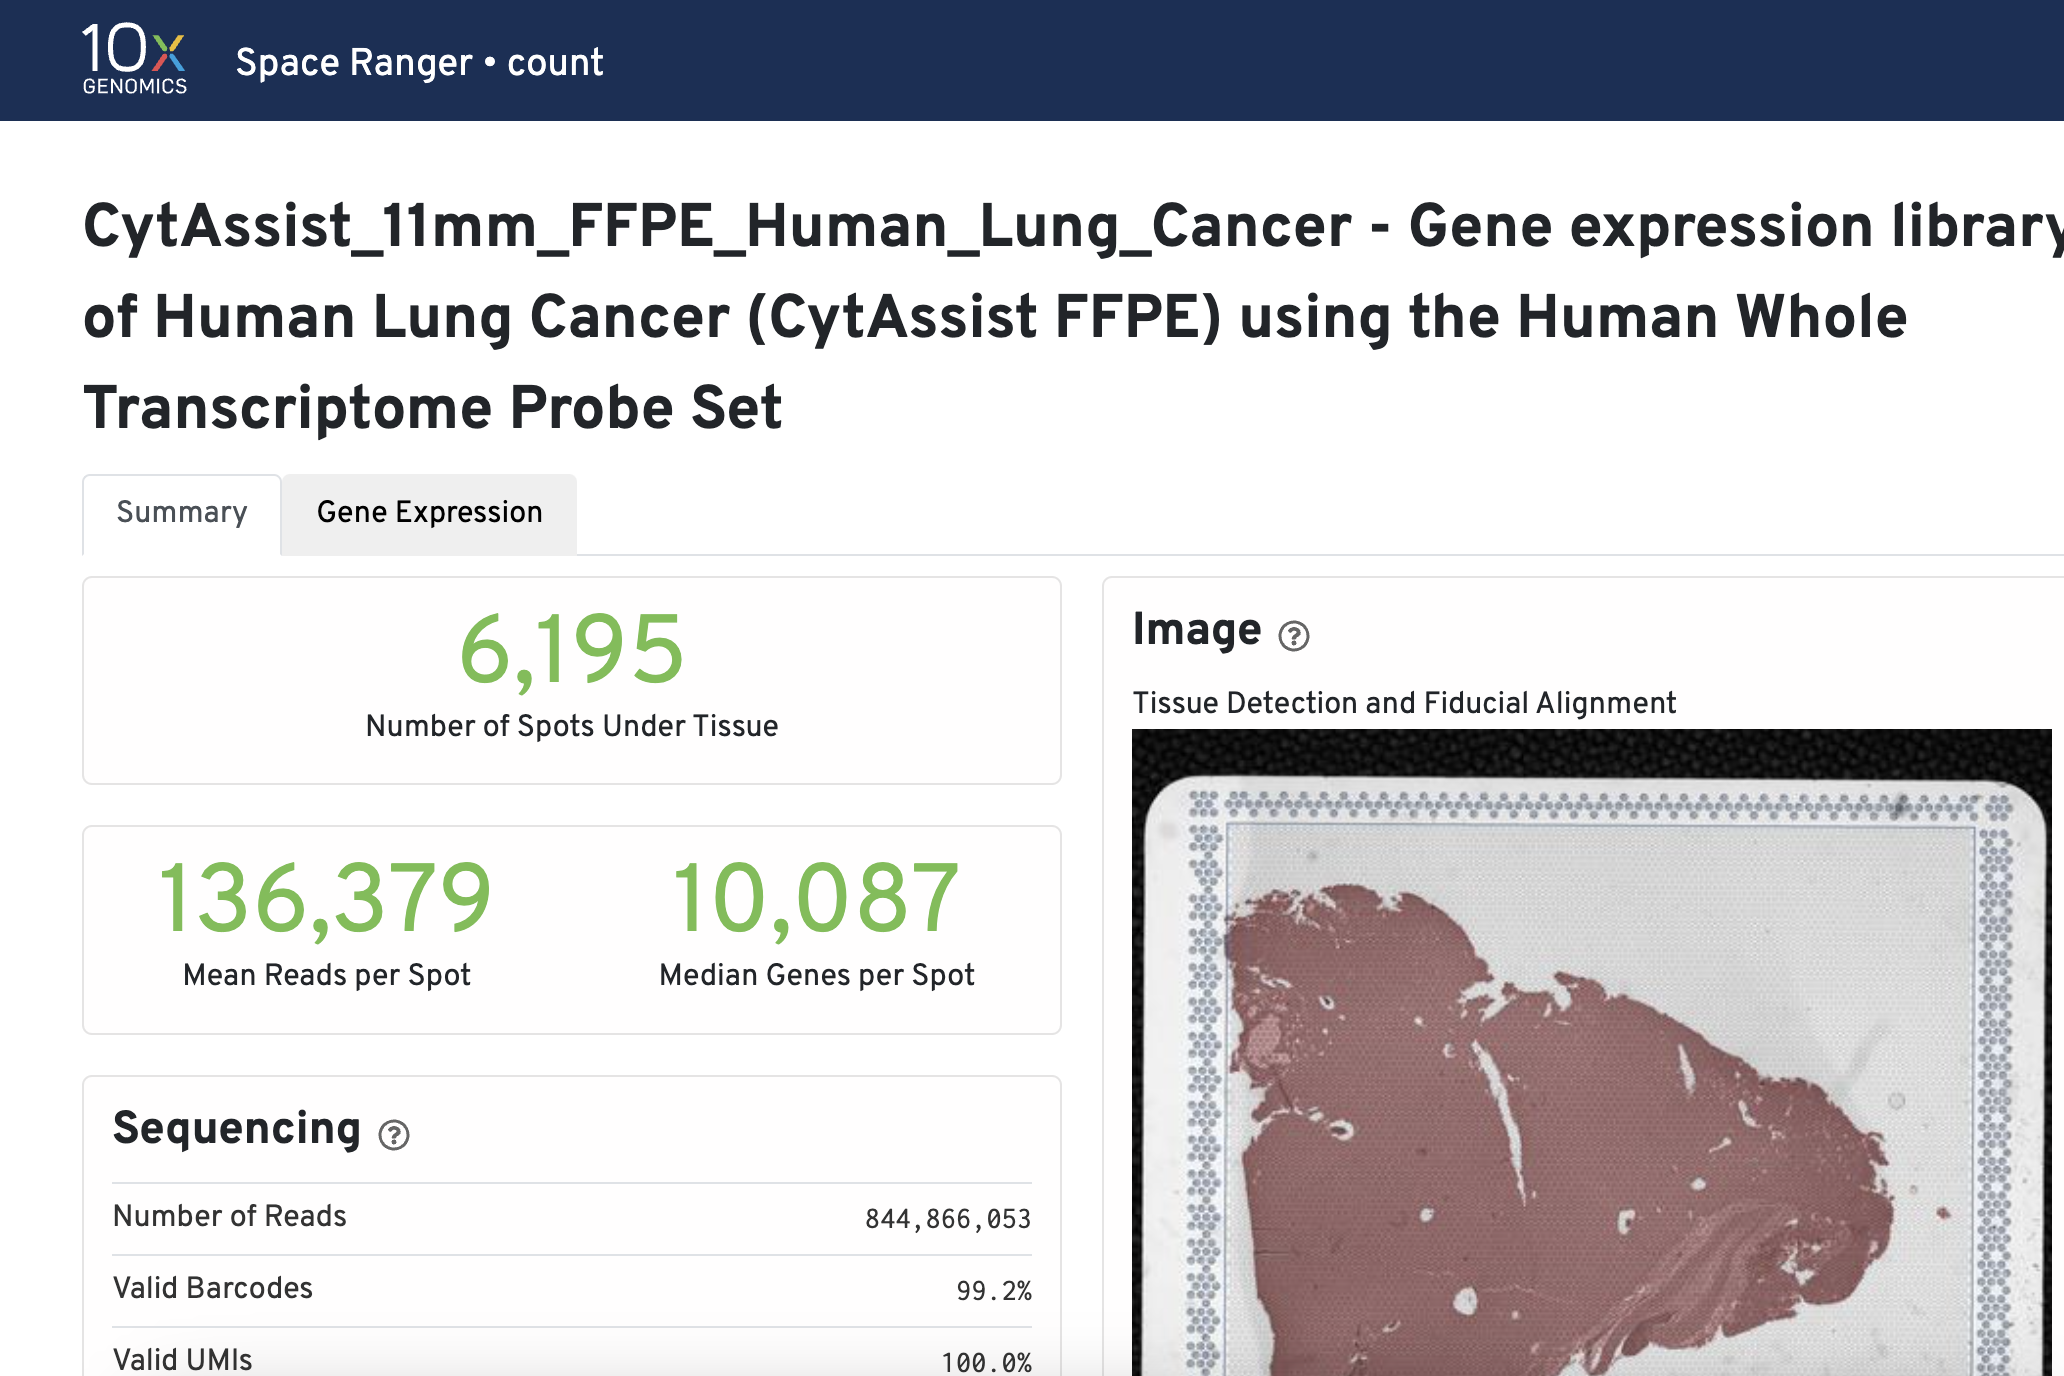 10x
GENOMICS
Space Ranger • count
CytAssist_11mm_FFPE_Human_Lung_Cancer - Gene expression library
of Human Lung Cancer (CytAssist FFPE) using the Human Whole
Transcriptome Probe Set
Summary
Gene Expression
6,195
Number of Spots Under Tissue
136,379
Mean Reads per Spot
10,087
Median Genes per Spot
Sequencing ?
Number of Reads 844,866,053
Valid Barcodes 99.2%
Valid UMIs 100.0%
Image ?
Tissue Detection and Fiducial Alignment